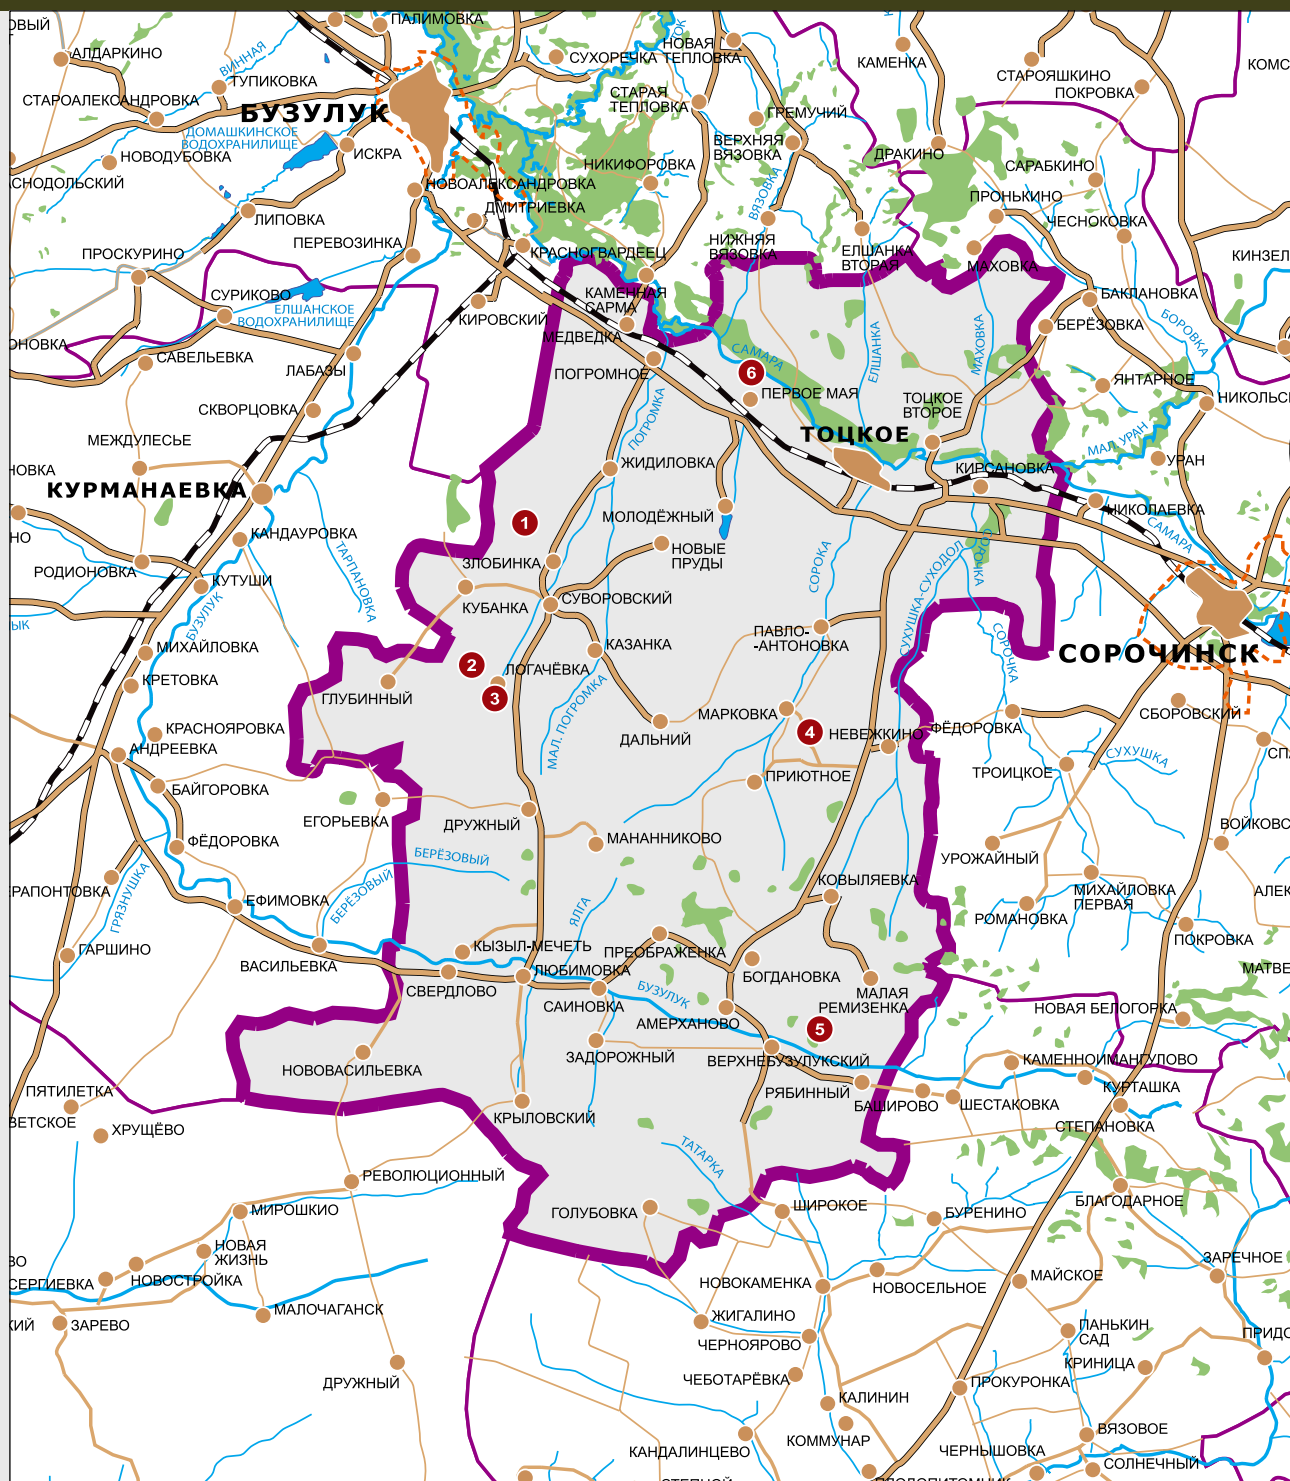 ПАЛИМОВКА
АЛДАРКИНО
ВИННАЯ
ТУПИКОВКА
СТАРОАЛЕКСАНДРОВКА
БУЗУЛУК
СУХОРЕЧКА
НОВАЯ
ТЕПЛОВКА
СТАРАЯ
ТЕПЛОВКА
КАМЕНКА
СТАРОЯШКИНО
ПОКРОВКА
ГРЕМУЧИЙ
ДОМАШКИНСКОЕ
ВОДОХРАНИЛИЩЕ
ИСКРА
НОВОДУБОВКА
НИКИФОРОВКА
ВЕРХНЯЯ
ВЯЗОВКА
ДРАКИНО
САРАБКИНО
НОВОАЛЕКСАНДРОВКА
ДМИТРИЕВКА
ВЯЗОВКА
ПРОНЬКИНО
ЧЕСНОКОВКА
ЛИПОВКА
ПЕРЕВОЗИНКА
ПРОСКУРИНО
КРАСНОГВАРДЕЕЦ
НИЖНЯЯ
ВЯЗОВКА
ЕЛШАНКА
ВТОРАЯ
МАХОВКА
СУРИКОВО
ЕЛШАНСКОЕ
ВОДОХРАНИЛИЩЕ
КИРОВСКИЙ
КАМЕННАЯ
САРМА
МЕДВЕДКА
БАКЛАНОВКА
БЕРЁЗОВКА
БОРОВКА
САВЕЛЬЕВКА
ЛАБАЗЫ
ПОГРОМНОЕ
САМАРА
6
ПЕРВОЕ МАЯ
ЕЛШАНКА
МАХОВКА
ЯНТАРНОЕ
СКВОРЦОВКА
ПОГРОМКА
ТОЦКОЕ
ВТОРОЕ
ТОЦКОЕ
МАЛ. УРАН
МЕЖДУЛЕСЬЕ
ЖИДИЛОВКА
КИРСАНОВКА
УРАН
КУРМАНАЕВКА
МОЛОДЁЖНЫЙ
НИКОЛАЕВКА
САМАРА
1
КАНДАУРОВКА
ТАРПАНОВКА
ЗЛОБИНКА
НОВЫЕ
ПРУДЫ
СОРОКА
СУХУШКА-СУХОДОЛ
СОРОЧКА
РОДИОНОВКА
КУТУШИ
БУЗУЛУК
КУБАНКА
СУВОРОВСКИЙ
МИХАЙЛОВКА
КАЗАНКА
ПАВЛО-
-АНТОНОВКА
СОРОЧКА
СОРОЧИНСК
2
ЛОГАЧЁВКА
3
КРЕТОВКА
ГЛУБИННЫЙ
МАЛ. ПОГРОМКА
МАРКОВКА
4
НЕВЕЖКИНО
ФЁДОРОВКА
СБОРОВСКИЙ
КРАСНОЯРОВКА
АНДРЕЕВКА
ДАЛЬНИЙ
СУХУШКА
ТРОИЦКОЕ
БАЙГОРОВКА
ПРИЮТНОЕ
ЕГОРЬЕВКА
ДРУЖНЫЙ
МАНАННИКОВО
ФЁДОРОВКА
БЕРЁЗОВЫЙ
УРОЖАЙНЫЙ
БЕРЁЗОВЫЙ
ГРЯЗНУШКА
КОВЫЛЯЕВКА
МИХАЙЛОВКА
ПЕРВАЯ
ЕФИМОВКА
ЯЛГА
РОМАНОВКА
ГАРШИНО
ВАСИЛЬЕВКА
КЫЗЫЛ-МЕЧЕТЬ
ПРЕОБРАЖЕНКА
ПОКРОВКА
СВЕРДЛОВО
ЛЮБИМОВКА
БОГДАНОВКА
САИНОВКА
БУЗУЛУК
МАЛАЯ
РЕМИЗЕНКА
НОВАЯ БЕЛОГОРКА
АМЕРХАНОВО
5
ЗАДОРОЖНЫЙ
ВЕРХНЕБУЗУЛУКСКИЙ
КАМЕННОИМАНГУЛОВО
НОВОВАСИЛЬЕВКА
РЯБИННЫЙ
БАШИРОВО
ШЕСТАКОВКА
КУРТАШКА
ПЯТИЛЕТКА
КРЫЛОВСКИЙ
СТЕПАНОВКА
ХРУЩЁВО
ТАТАРКА
РЕВОЛЮЦИОННЫЙ
БЛАГОДАРНОЕ
МИРОШКИО
ГОЛУБОВКА
ШИРОКОЕ
БУРЕНИНО
НОВАЯ
ЖИЗНЬ
НОВОСТРОЙКА
ЗАРЕЧНОЕ
НОВОКАМЕНКА
НОВОСЕЛЬНОЕ
МАЙСКОЕ
МАЛОЧАГАНСК
ЗАРЕВО
ЖИГАЛИНО
ЧЕРНОЯРОВО
ПАНЬКИН
САД
КРИНИЦА
ДРУЖНЫЙ
ЧЕБОТАРЁВКА
КАЛИНИН
ПРОКУРОНКА
КАНДАЛИНЦЕВО
КОММУНАР
ВЯЗОВОЕ
ЧЕРНЫШОВКА
СОЛНЕЧНЫЙ